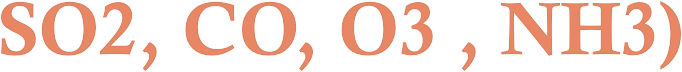 SO2, CO, O3 , NH3)